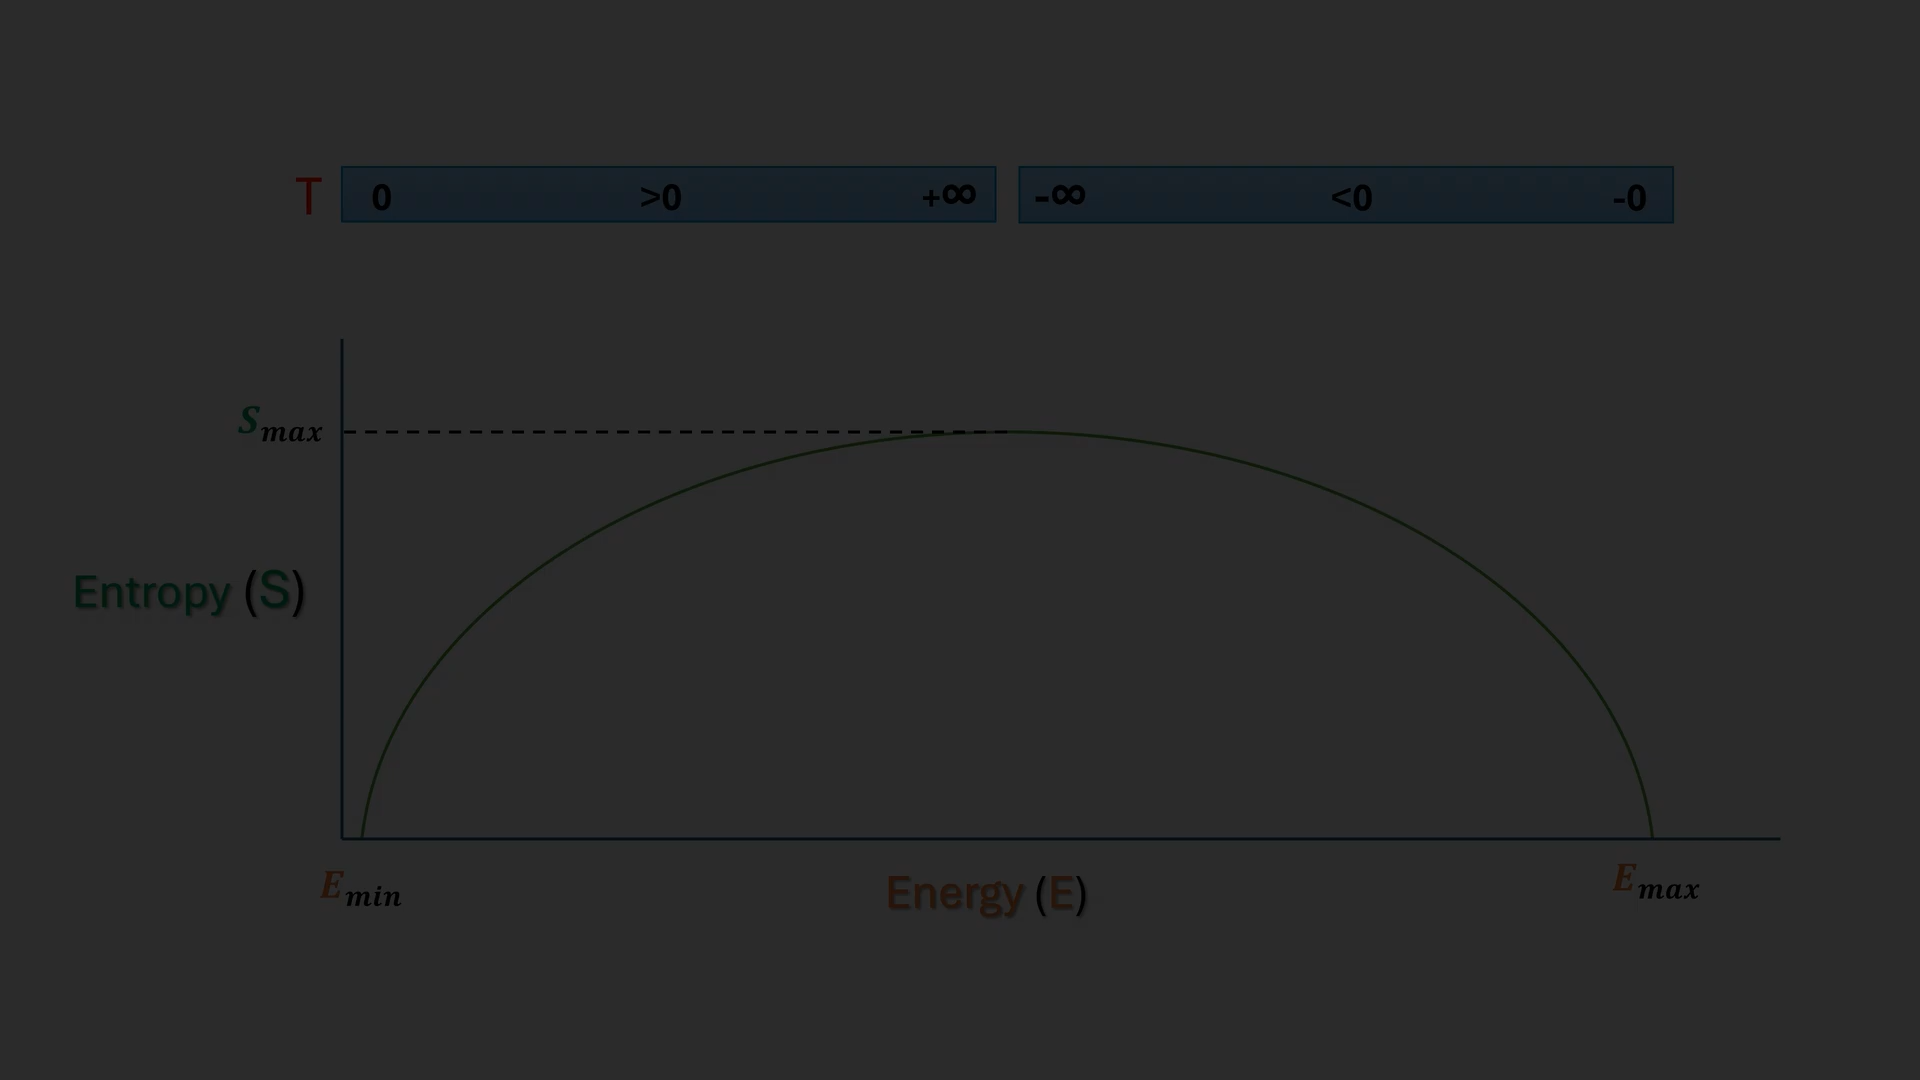 T 0 >0 +∞ -∞ <0 -0
S_max
Entropy (S)
E_min Energy (E) E_max